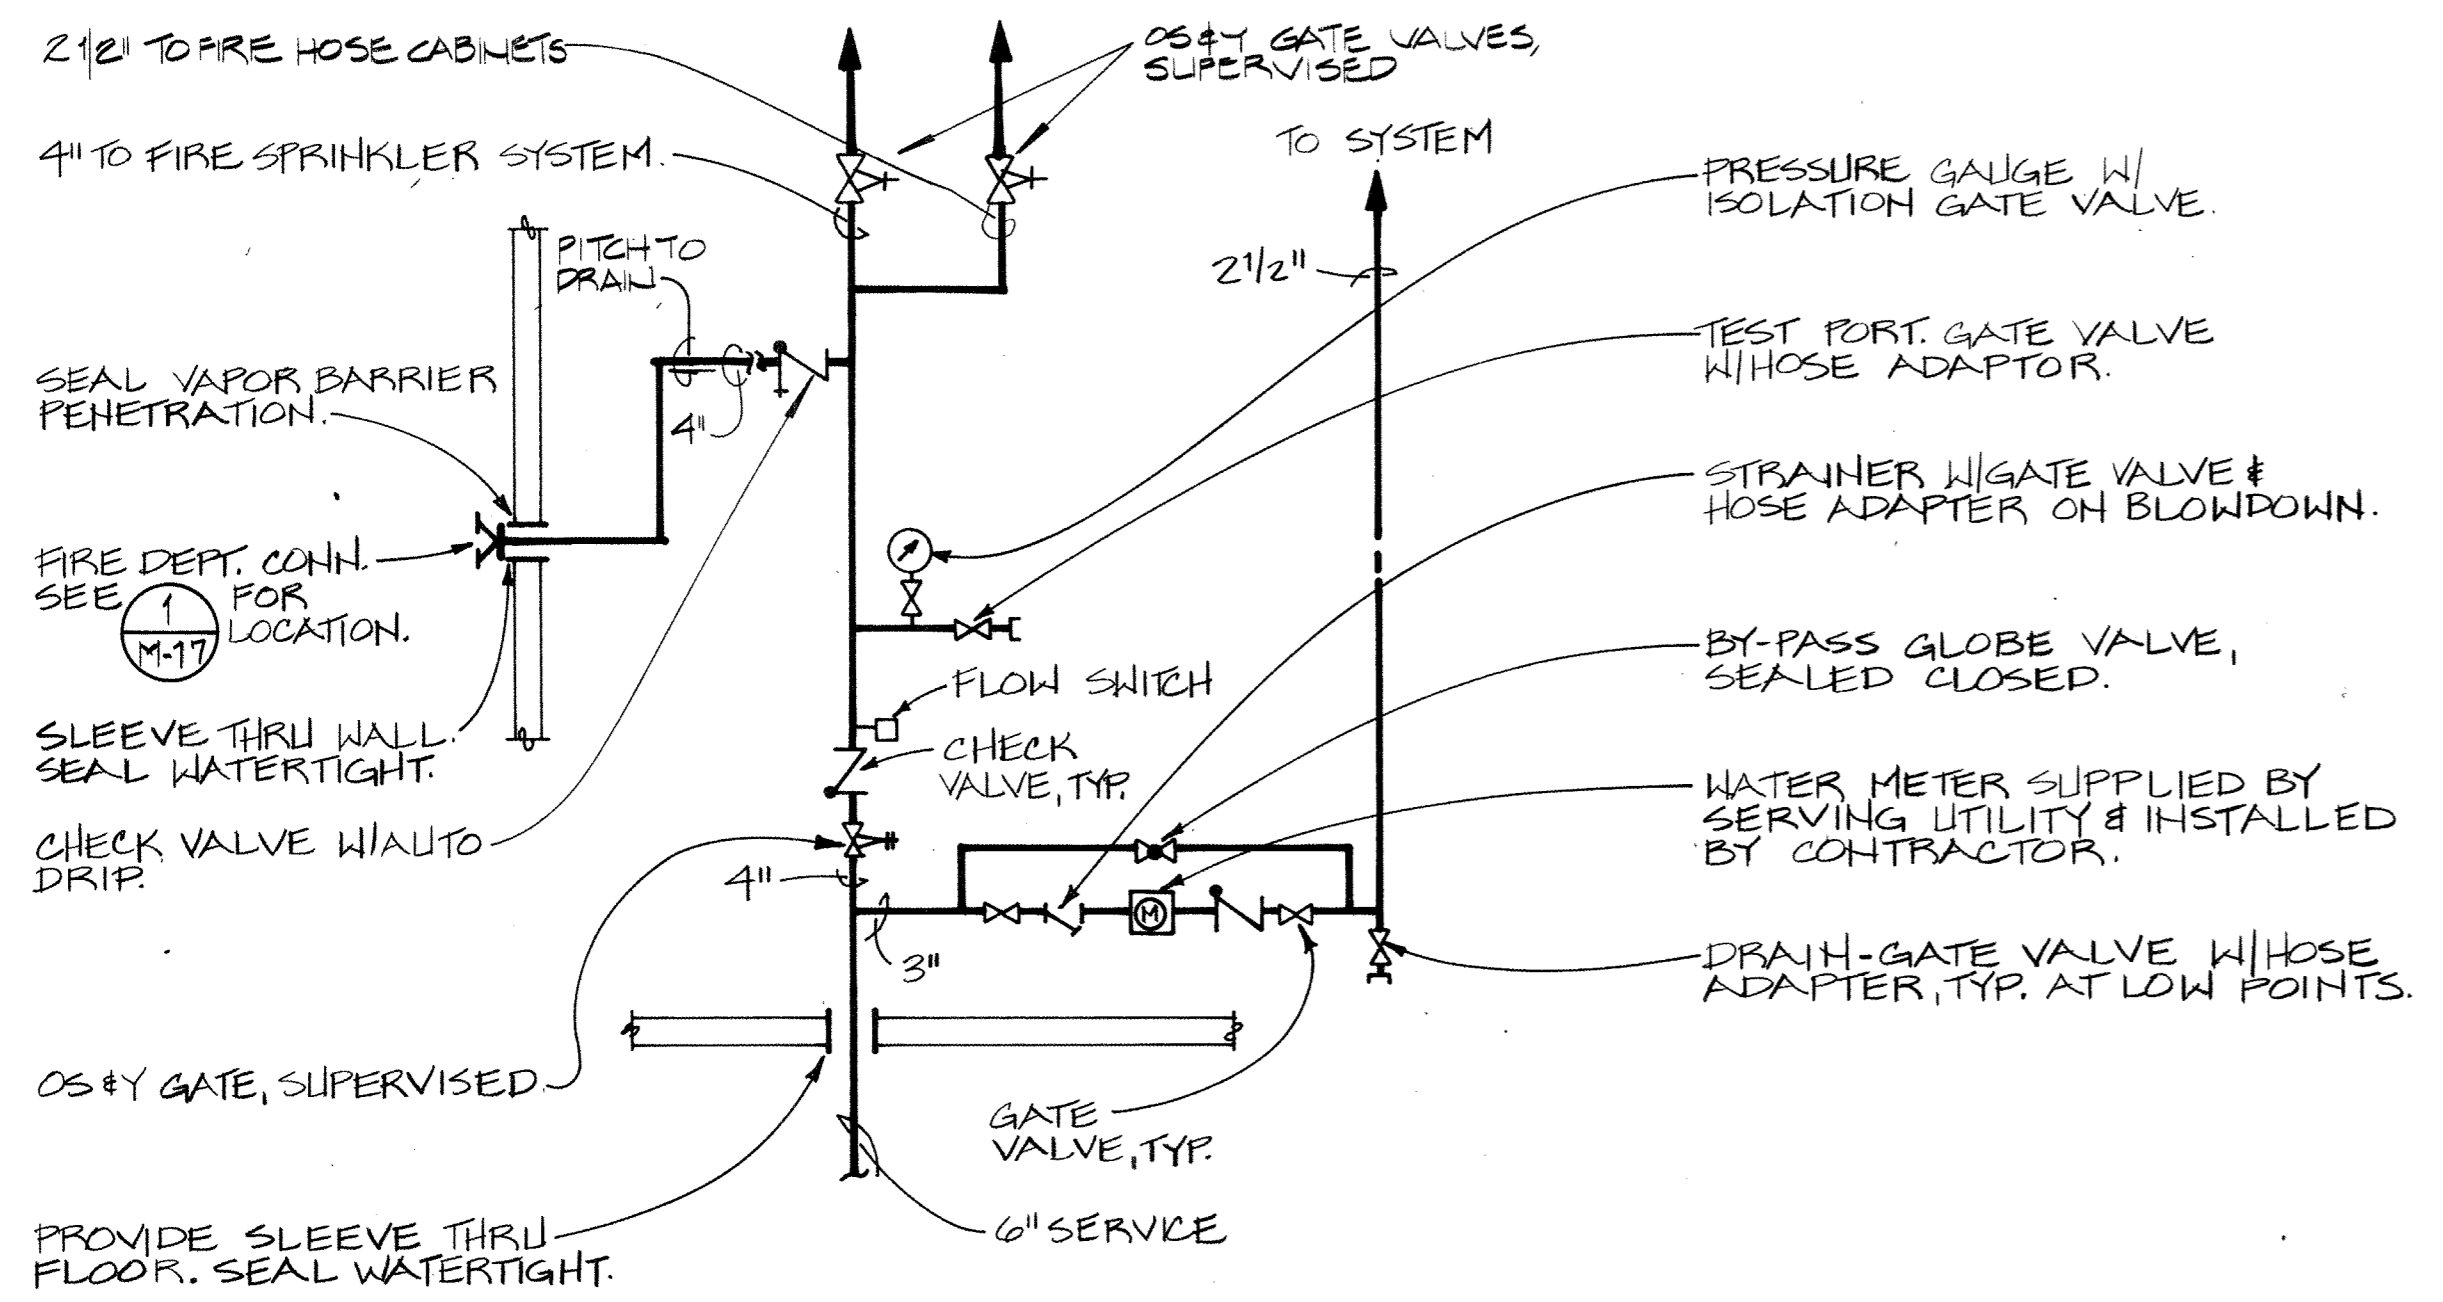 2 1/2" TO FIRE HOSE CABINETS
4" TO FIRE SPRINKLER SYSTEM.
PITCH TO
DRAIN
4"
SEAL VAPOR BARRIER
PENETRATION.
FIRE DEPT. CONN.
SEE 1 FOR
M-17 LOCATION.
SLEEVE THRU WALL.
SEAL WATERTIGHT.
CHECK VALVE W/AUTO
DRIP.
OS&Y GATE, SUPERVISED.
PROVIDE SLEEVE THRU
FLOOR. SEAL WATERTIGHT.
OS&Y GATE VALVES,
SUPERVISED
TO SYSTEM
2 1/2"
FLOW SWITCH
CHECK
VALVE, TYP.
4"
3"
M
GATE
VALVE, TYP.
6" SERVICE
PRESSURE GAUGE W/
ISOLATION GATE VALVE.
TEST PORT. GATE VALVE
W/HOSE ADAPTOR.
STRAINER W/GATE VALVE &
HOSE ADAPTER ON BLOWDOWN.
BY-PASS GLOBE VALVE,
SEALED CLOSED.
WATER METER SUPPLIED BY
SERVING UTILITY & INSTALLED
BY CONTRACTOR.
DRAIN-GATE VALVE W/HOSE
ADAPTER, TYP. AT LOW POINTS.